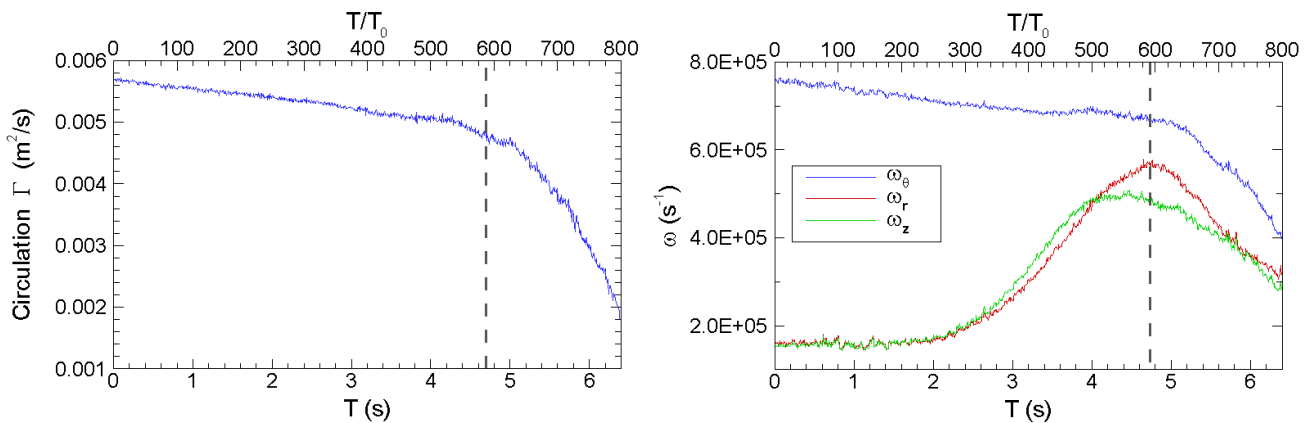 T/T₀
0 100 200 300 400 500 600 700 800
0.006
0.005
0.004
0.003
0.002
0.001
Circulation Γ (m²/s)
0 1 2 3 4 5 6
T (s)
T/T₀
0 100 200 300 400 500 600 700 800
8.0E+05
6.0E+05
4.0E+05
2.0E+05
ω (s⁻¹)
ω_θ
ω_r
ω_z
0 1 2 3 4 5 6
T (s)